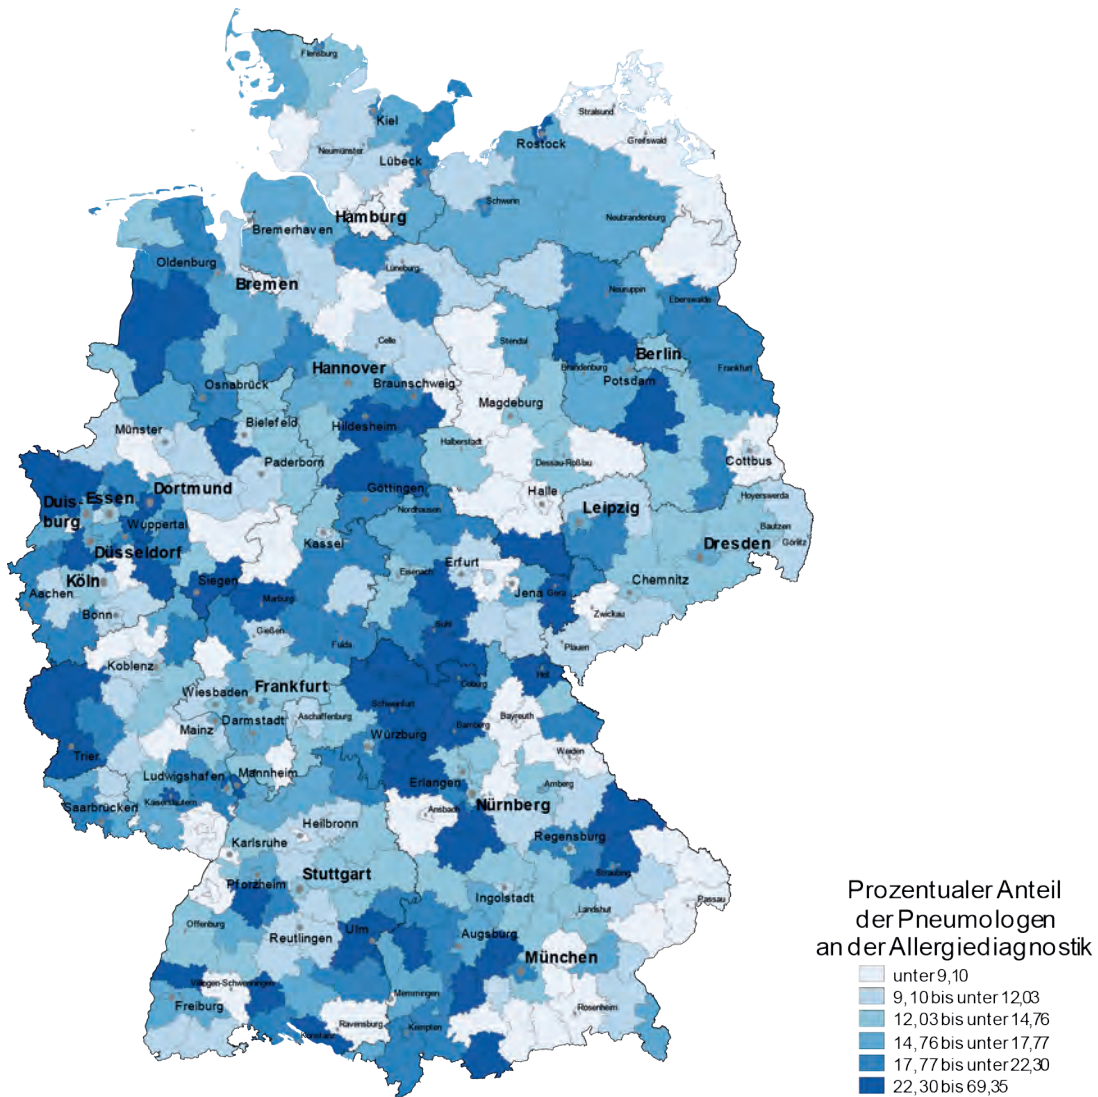 Flensburg
Kiel
Stralsund
Greifswald
Rostock
Neumünster
Lübeck
Schwerin
Hamburg
Neubrandenburg
Bremerhaven
Oldenburg
Lüneburg
Bremen
Neuruppin
Eberswalde
Celle
Stendal
Berlin
Hannover
Brandenburg
Frankfurt
Potsdam
Osnabrück
Braunschweig
Magdeburg
Münster
Bielefeld
Hildesheim
Halberstadt
Paderborn
Dessau-Roßlau
Cottbus
Dortmund
Göttingen
Halle
Duis-
burg
Essen
Hoyerswerda
Nordhausen
Leipzig
Wuppertal
Bautzen
Kassel
Dresden
Görlitz
Düsseldorf
Erfurt
Köln
Siegen
Eisenach
Chemnitz
Aachen
Marburg
Jena
Gera
Bonn
Zwickau
Gießen
Suhl
Fulda
Plauen
Koblenz
Hof
Coburg
Wiesbaden
Frankfurt
Schweinfurt
Aschaffenburg
Bayreuth
Darmstadt
Mainz
Bamberg
Würzburg
Weiden
Trier
Ludwigshafen
Mannheim
Erlangen
Amberg
Saarbrücken
Kaiserslautern
Nürnberg
Ansbach
Heilbronn
Regensburg
Karlsruhe
Stuttgart
Straubing
Pforzheim
Ingolstadt
Passau
Landshut
Offenburg
Ulm
Reutlingen
Augsburg
München
Villingen-Schwenningen
Memmingen
Freiburg
Rosenheim
Ravensburg
Kempten
Konstanz
Prozentualer Anteil
der Pneumologen
an der Allergiediagnostik
unter 9,10
9,10 bis unter 12,03
12,03 bis unter 14,76
14,76 bis unter 17,77
17,77 bis unter 22,30
22,30 bis 69,35